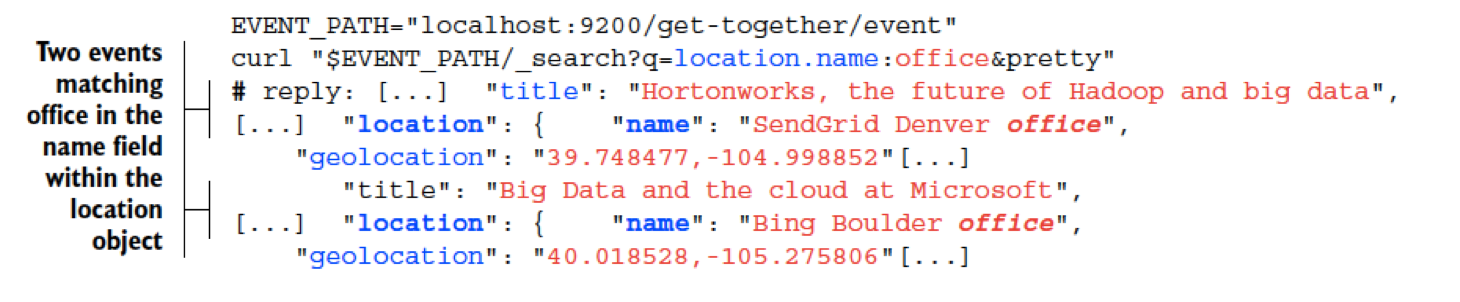 Two events
matching
office in the
name field
within the
location
object
EVENT_PATH="localhost:9200/get-together/event"
curl "$EVENT_PATH/_search?q=location.name:office&pretty"
# reply: [...]  "title": "Hortonworks, the future of Hadoop and big data",
[...]  "location": {    "name": "SendGrid Denver office",
"geolocation": "39.748477,-104.998852"[...]
"title": "Big Data and the cloud at Microsoft",
[...]  "location": {    "name": "Bing Boulder office",
"geolocation": "40.018528,-105.275806"[...]